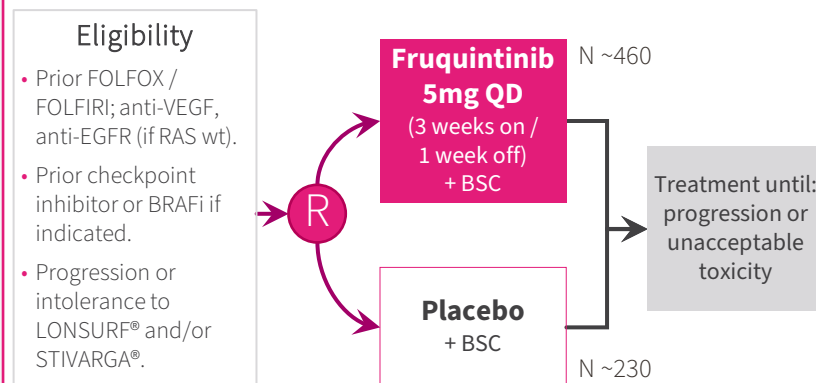 Eligibility
• Prior FOLFOX /
FOLFIRI; anti-VEGF,
anti-EGFR (if RAS wt).
• Prior checkpoint
inhibitor or BRAFi if
indicated.
• Progression or
intolerance to
LONSURF® and/or
STIVARGA®.
R
Fruquintinib
5mg QD
(3 weeks on /
1 week off)
+ BSC
N ~460
Placebo
+ BSC
N ~230
Treatment until:
progression or
unacceptable
toxicity